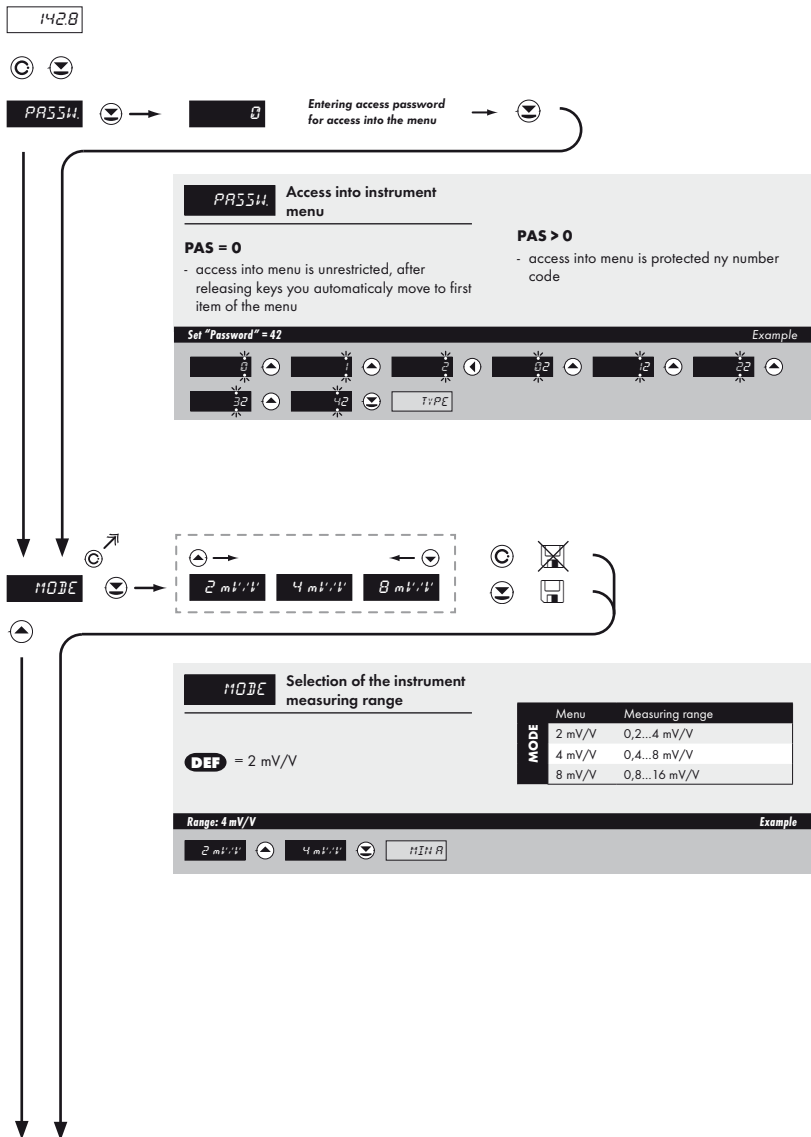 142.8
PASSW.
0
Entering access password
for access into the menu
PASSW.
Access into instrument
menu
PAS = 0
- access into menu is unrestricted, after
releasing keys you automaticaly move to first
item of the menu
PAS > 0
- access into menu is protected ny number
code
Set "Password" = 42
Example
0 1 2 02 12 22
32 42 TYPE
MODE
2 mV/V 4 mV/V 8 mV/V
MODE
Selection of the instrument
measuring range
DEF = 2 mV/V
MODE
Menu Measuring range
2 mV/V 0,2...4 mV/V
4 mV/V 0,4...8 mV/V
8 mV/V 0,8...16 mV/V
Range: 4 mV/V
Example
2 mV/V 4 mV/V MIN A